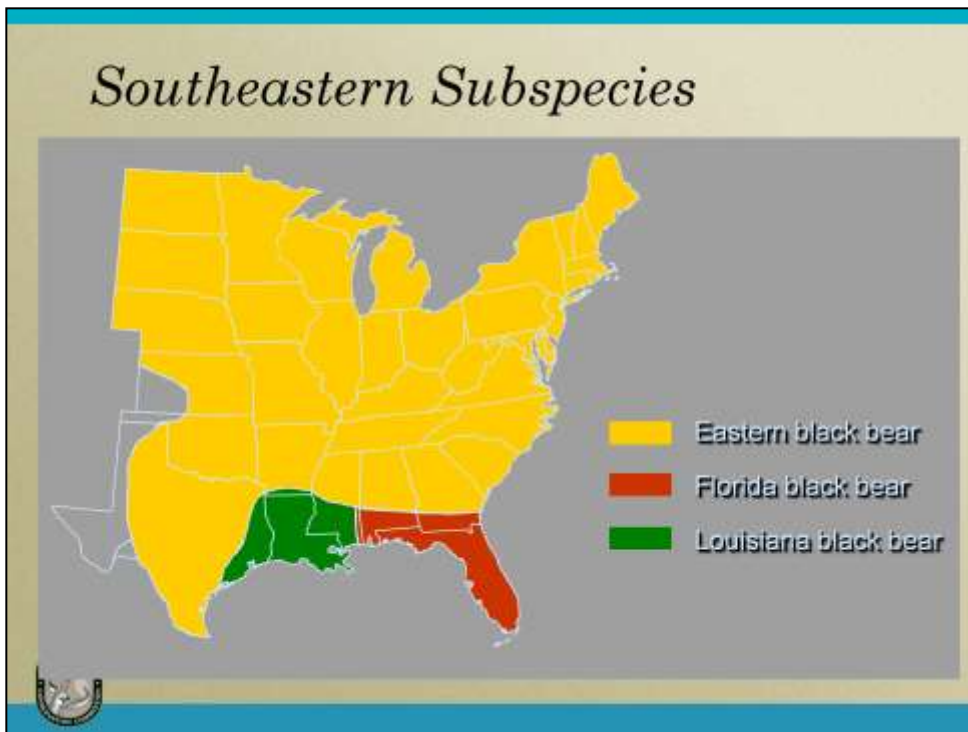 Southeastern Subspecies
Eastern black bear
Florida black bear
Louisiana black bear